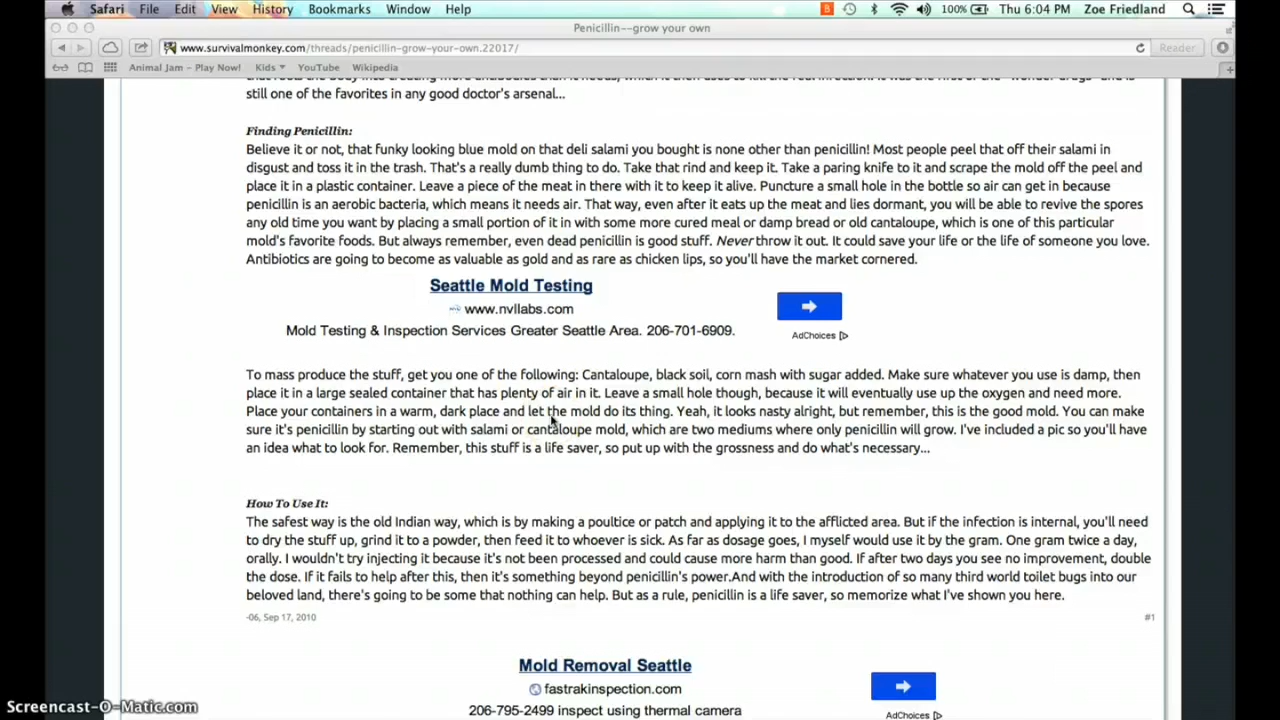 Safari File Edit View History Bookmarks Window Help 100% Thu 6:04 PM Zoe Friedland
Penicillin--grow your own
www.survivalmonkey.com/threads/penicillin-grow-your-own.22017/ Reader
Animal Jam - Play Now! Kids YouTube Wikipedia
still one of the favorites in any good doctor's arsenal...
Finding Penicillin:
Believe it or not, that funky looking blue mold on that deli salami you bought is none other than penicillin! Most people peel that off their salami in
disgust and toss it in the trash. That's a really dumb thing to do. Take that rind and keep it. Take a paring knife to it and scrape the mold off the peel and
place it in a plastic container. Leave a piece of the meat in there with it to keep it alive. Puncture a small hole in the bottle so air can get in because
penicillin is an aerobic bacteria, which means it needs air. That way, even after it eats up the meat and lies dormant, you will be able to revive the spores
any old time you want by placing a small portion of it in with some more cured meal or damp bread or old cantaloupe, which is one of this particular
mold's favorite foods. But always remember, even dead penicillin is good stuff. Never throw it out. It could save your life or the life of someone you love.
Antibiotics are going to become as valuable as gold and as rare as chicken lips, so you'll have the market cornered.
Seattle Mold Testing
www.nvllabs.com
Mold Testing & Inspection Services Greater Seattle Area. 206-701-6909.
AdChoices
To mass produce the stuff, get you one of the following: Cantaloupe, black soil, corn mash with sugar added. Make sure whatever you use is damp, then
place it in a large sealed container that has plenty of air in it. Leave a small hole though, because it will eventually use up the oxygen and need more.
Place your containers in a warm, dark place and let the mold do its thing. Yeah, it looks nasty alright, but remember, this is the good mold. You can make
sure it's penicillin by starting out with salami or cantaloupe mold, which are two mediums where only penicillin will grow. I've included a pic so you'll have
an idea what to look for. Remember, this stuff is a life saver, so put up with the grossness and do what's necessary...
How To Use It:
The safest way is the old Indian way, which is by making a poultice or patch and applying it to the afflicted area. But if the infection is internal, you'll need
to dry the stuff up, grind it to a powder, then feed it to whoever is sick. As far as dosage goes, I myself would use it by the gram. One gram twice a day,
orally. I wouldn't try injecting it because it's not been processed and could cause more harm than good. If after two days you see no improvement, double
the dose. If it fails to help after this, then it's something beyond penicillin's power.And with the introduction of so many third world toilet bugs into our
beloved land, there's going to be some that nothing can help. But as a rule, penicillin is a life saver, so memorize what I've shown you here.
-06, Sep 17, 2010 #1
Mold Removal Seattle
fastrakinspection.com
206-795-2499 inspect using thermal camera
AdChoices
Screencast-O-Matic.com